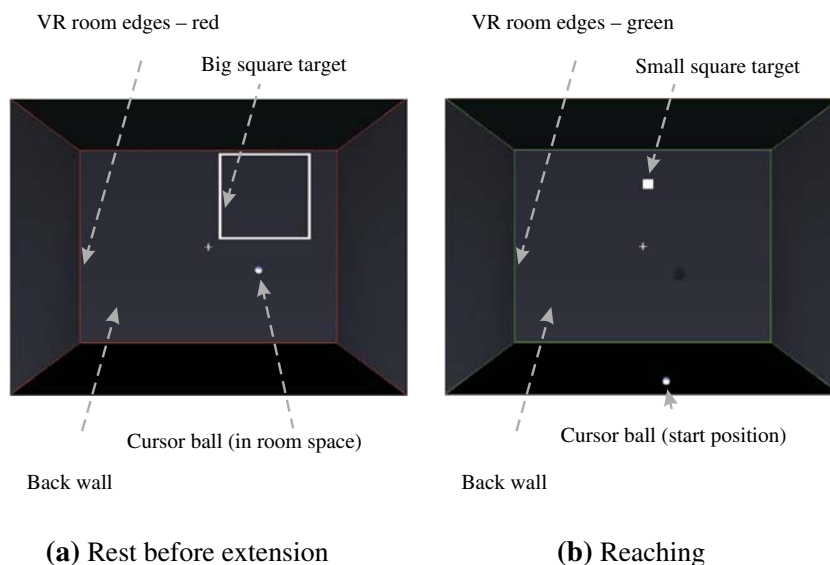 VR room edges – red
Big square target
Cursor ball (in room space)
Back wall
(a) Rest before extension
VR room edges – green
Small square target
Cursor ball (start position)
Back wall
(b) Reaching